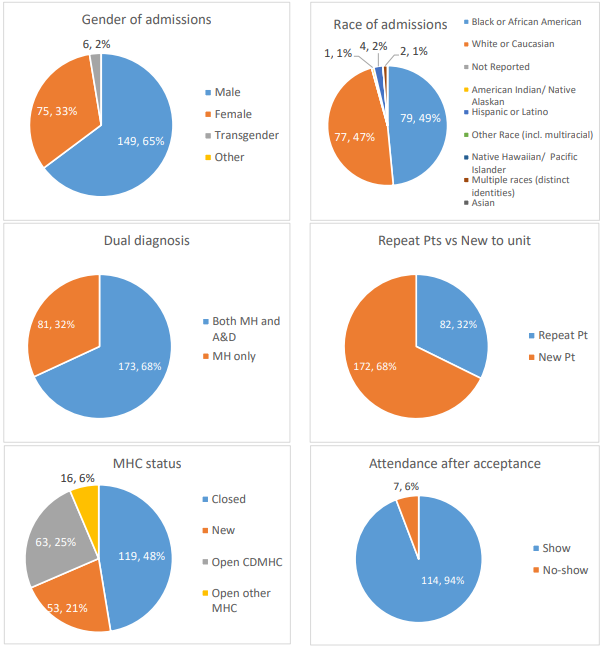 Gender of admissions
6, 2%
75, 33%
149, 65%
Male
Female
Transgender
Other
Race of admissions
1, 1%
4, 2%
2, 1%
77, 47%
79, 49%
Black or African American
White or Caucasian
Not Reported
American Indian/ Native
Alaskan
Hispanic or Latino
Other Race (incl. multiracial)
Native Hawaiian/ Pacific
Islander
Multiple races (distinct
identities)
Asian
Dual diagnosis
81, 32%
173, 68%
Both MH and
A&D
MH only
Repeat Pts vs New to unit
82, 32%
172, 68%
Repeat Pt
New Pt
MHC status
16, 6%
63, 25%
119, 48%
53, 21%
Closed
New
Open CDMHC
Open other
MHC
Attendance after acceptance
7, 6%
114, 94%
Show
No-show